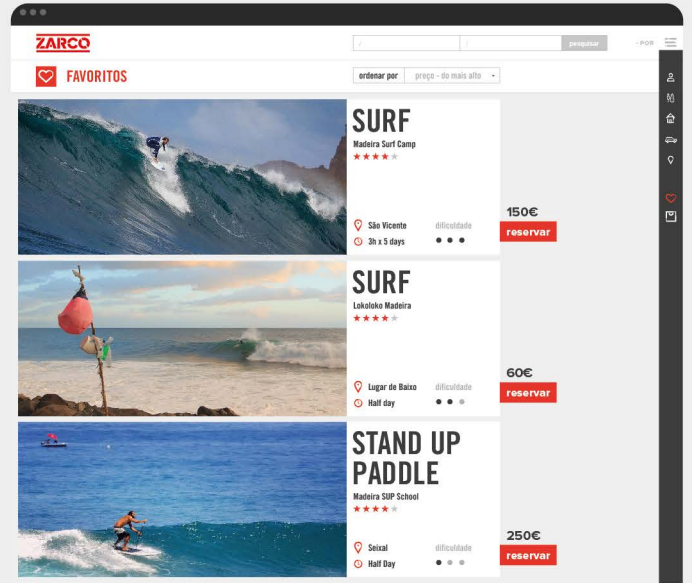 ZARCO
pesquisar
- POR
FAVORITOS
ordenar por
preço - do mais alto
SURF
Madeira Surf Camp
São Vicente
dificuldade
3h x 5 days
150€
reservar
SURF
Lokoloko Madeira
Lugar de Baixo
dificuldade
Half day
60€
reservar
STAND UP
PADDLE
Madeira SUP School
Seixal
dificuldade
Half Day
250€
reservar